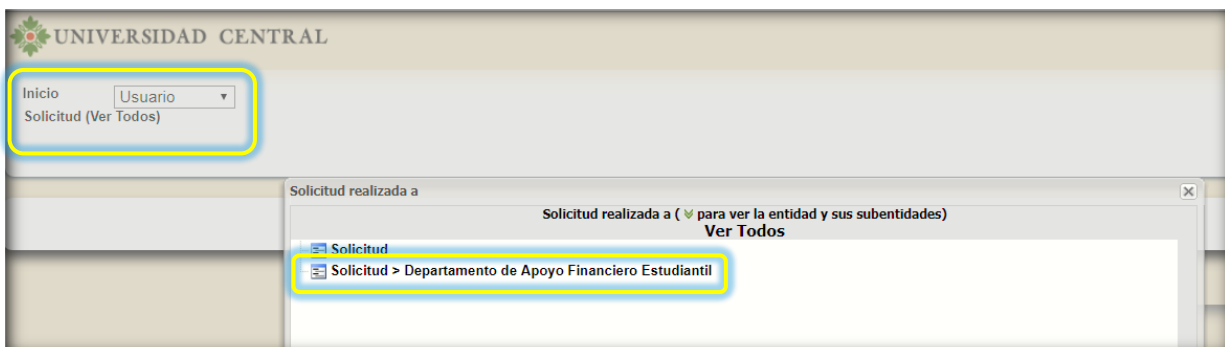 UNIVERSIDAD CENTRAL
Inicio Usuario
Solicitud (Ver Todos)
Solicitud realizada a
Solicitud realizada a ( para ver la entidad y sus subentidades)
Ver Todos
Solicitud
Solicitud > Departamento de Apoyo Financiero Estudiantil